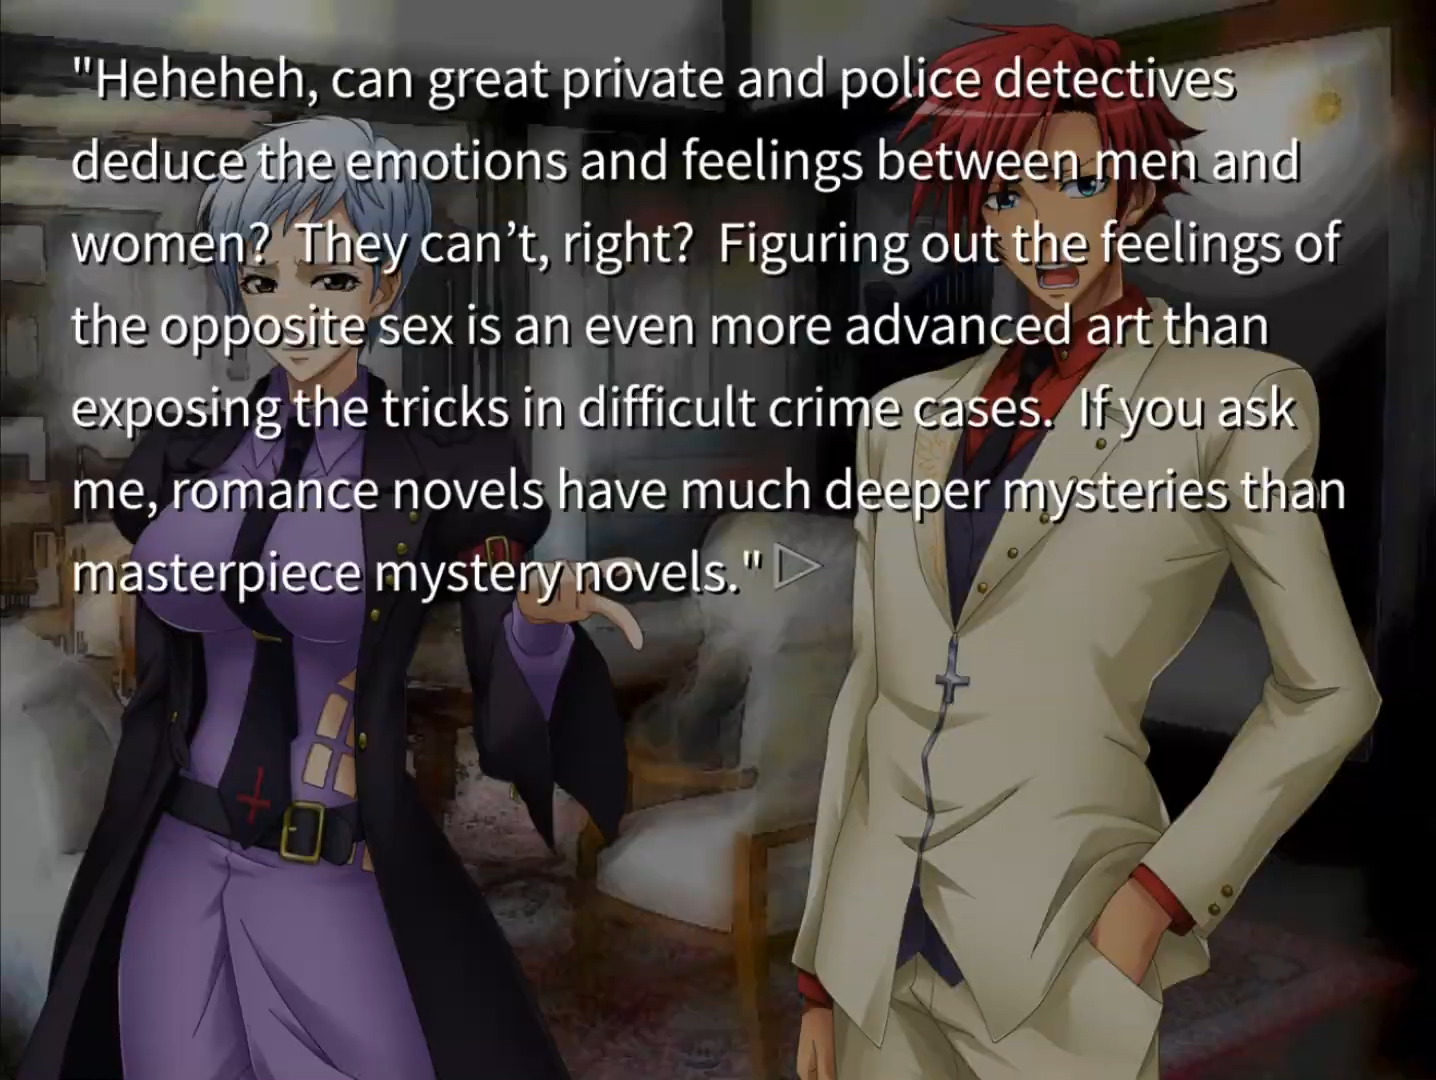 "Heheheh, can great private and police detectives
deduce the emotions and feelings between men and
women?  They can’t, right?  Figuring out the feelings of
the opposite sex is an even more advanced art than
exposing the tricks in difficult crime cases.  If you ask
me, romance novels have much deeper mysteries than
masterpiece mystery novels."